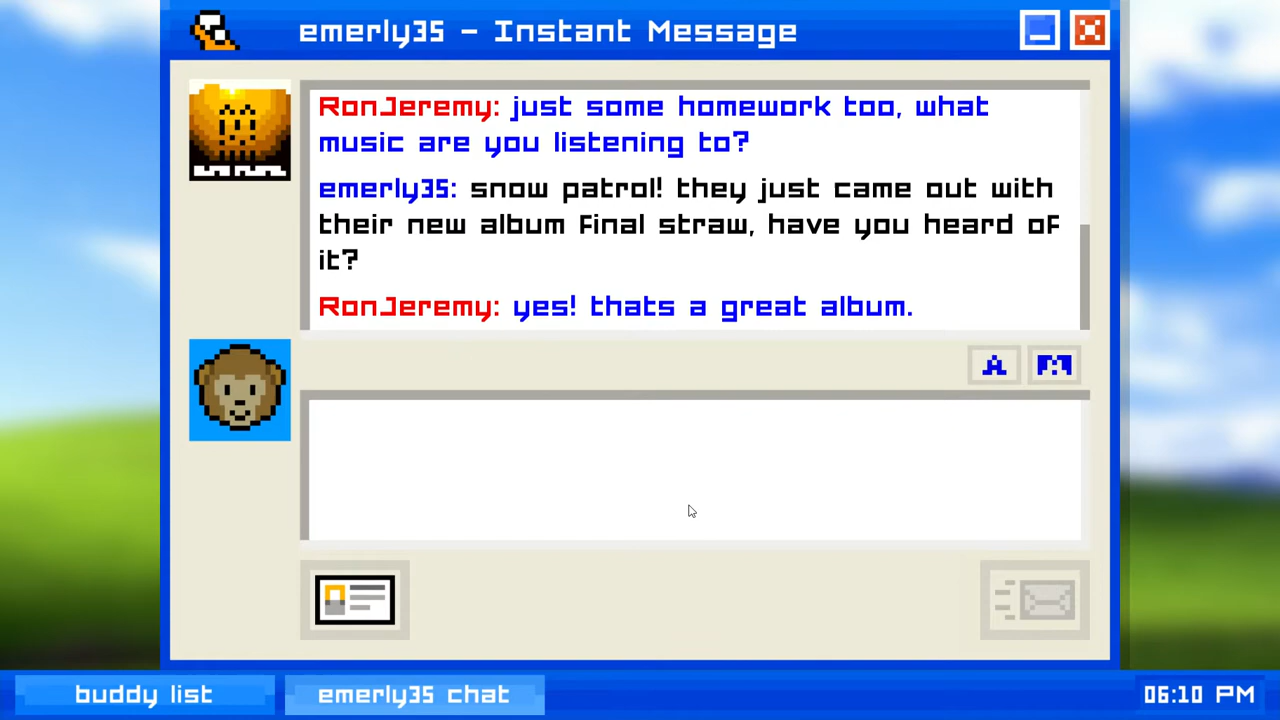 emerly35 - Instant Message
RonJeremy: just some homework too, what
music are you listening to?
emerly35: snow patrol! they just came out with
their new album final straw, have you heard of
it?
RonJeremy: yes! thats a great album.
A
buddy list
emerly35 chat
06:10 PM